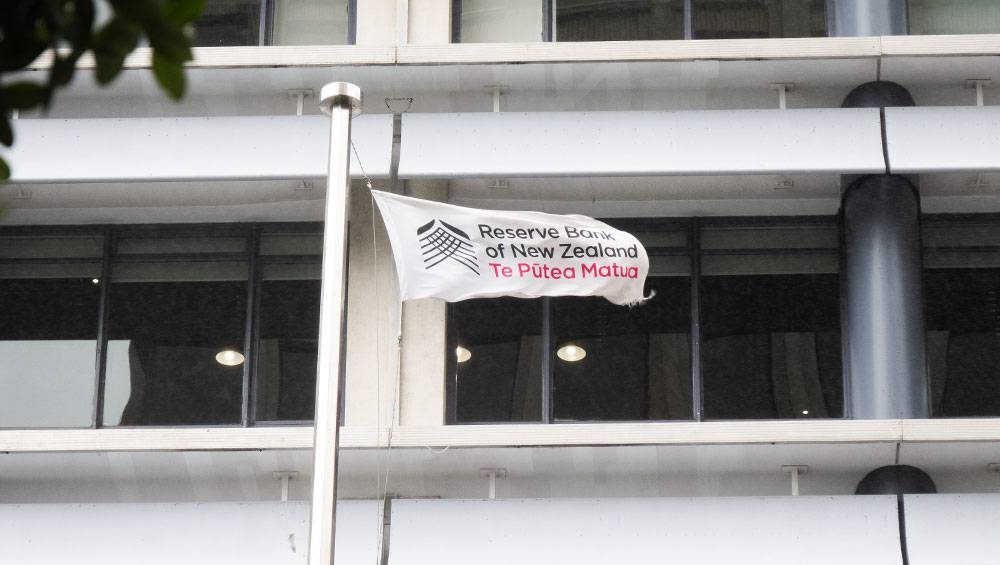 Reserve Bank
of New Zealand
Te Pūtea Matua